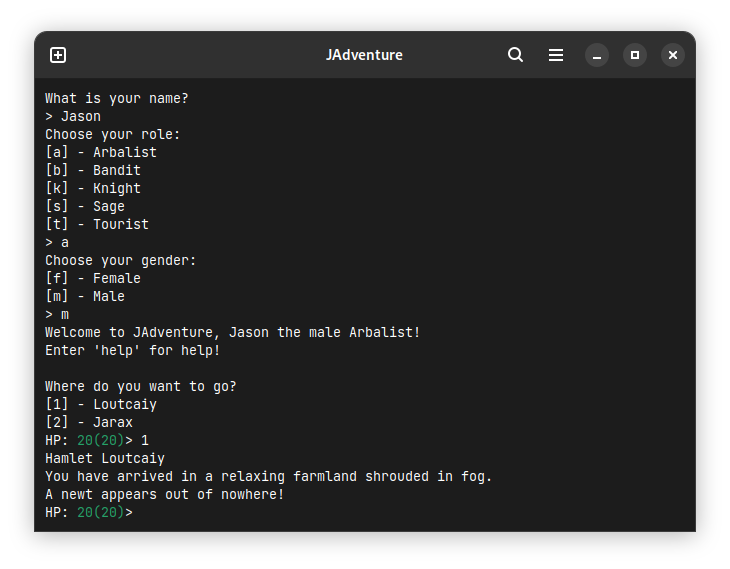 JAdventure
What is your name?
> Jason
Choose your role:
[a] - Arbalist
[b] - Bandit
[k] - Knight
[s] - Sage
[t] - Tourist
> a
Choose your gender:
[f] - Female
[m] - Male
> m
Welcome to JAdventure, Jason the male Arbalist!
Enter 'help' for help!

Where do you want to go?
[1] - Loutcaiy
[2] - Jarax
HP: 20(20)> 1
Hamlet Loutcaiy
You have arrived in a relaxing farmland shrouded in fog.
A newt appears out of nowhere!
HP: 20(20)>